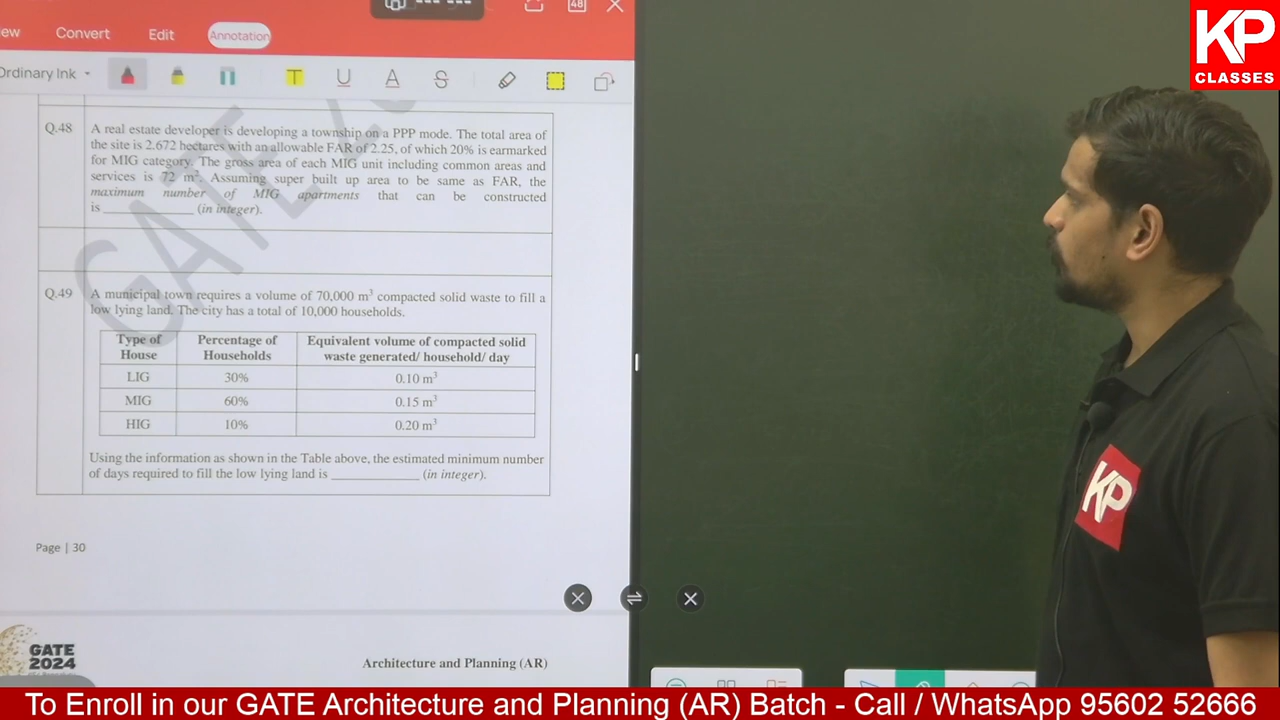 48
ew Convert Edit Annotation
Ordinary Ink
T U A S
Q.48
A real estate developer is developing a township on a PPP mode. The total area of
the site is 2.672 hectares with an allowable FAR of 2.25, of which 20% is earmarked
for MIG category. The gross area of each MIG unit including common areas and
services is 72 m². Assuming super built up area to be same as FAR, the
maximum number of MIG apartments that can be constructed
is ____________ (in integer).
Q.49
A municipal town requires a volume of 70,000 m³ compacted solid waste to fill a
low lying land. The city has a total of 10,000 households.
Type of House | Percentage of Households | Equivalent volume of compacted solid waste generated/ household/ day
LIG 30% 0.10 m³
MIG 60% 0.15 m³
HIG 10% 0.20 m³
Using the information as shown in the Table above, the estimated minimum number
of days required to fill the low lying land is ____________ (in integer).
Page | 30
GATE
2024
Architecture and Planning (AR)
KP
CLASSES
KP
To Enroll in our GATE Architecture and Planning (AR) Batch - Call / WhatsApp 95602 52666